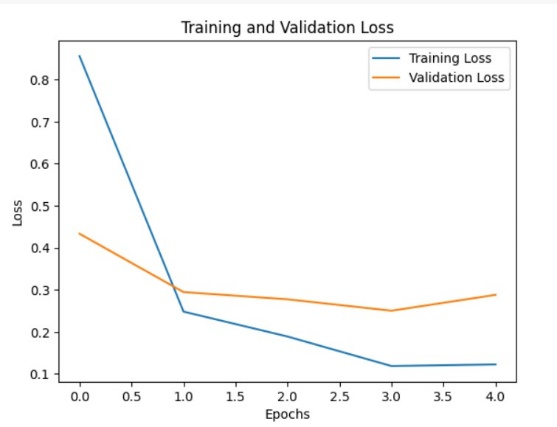 Training and Validation Loss
Training Loss
Validation Loss
Loss
0.8
0.7
0.6
0.5
0.4
0.3
0.2
0.1
0.0 0.5 1.0 1.5 2.0 2.5 3.0 3.5 4.0
Epochs